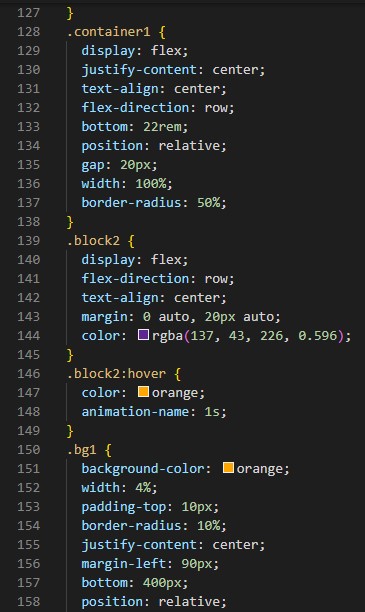 127 }
128 .container1 {
129 display: flex;
130 justify-content: center;
131 text-align: center;
132 flex-direction: row;
133 bottom: 22rem;
134 position: relative;
135 gap: 20px;
136 width: 100%;
137 border-radius: 50%;
138 }
139 .block2 {
140 display: flex;
141 flex-direction: row;
142 text-align: center;
143 margin: 0 auto, 20px auto;
144 color: rgba(137, 43, 226, 0.596);
145 }
146 .block2:hover {
147 color: orange;
148 animation-name: 1s;
149 }
150 .bg1 {
151 background-color: orange;
152 width: 4%;
153 padding-top: 10px;
154 border-radius: 10%;
155 justify-content: center;
156 margin-left: 90px;
157 bottom: 400px;
158 position: relative;